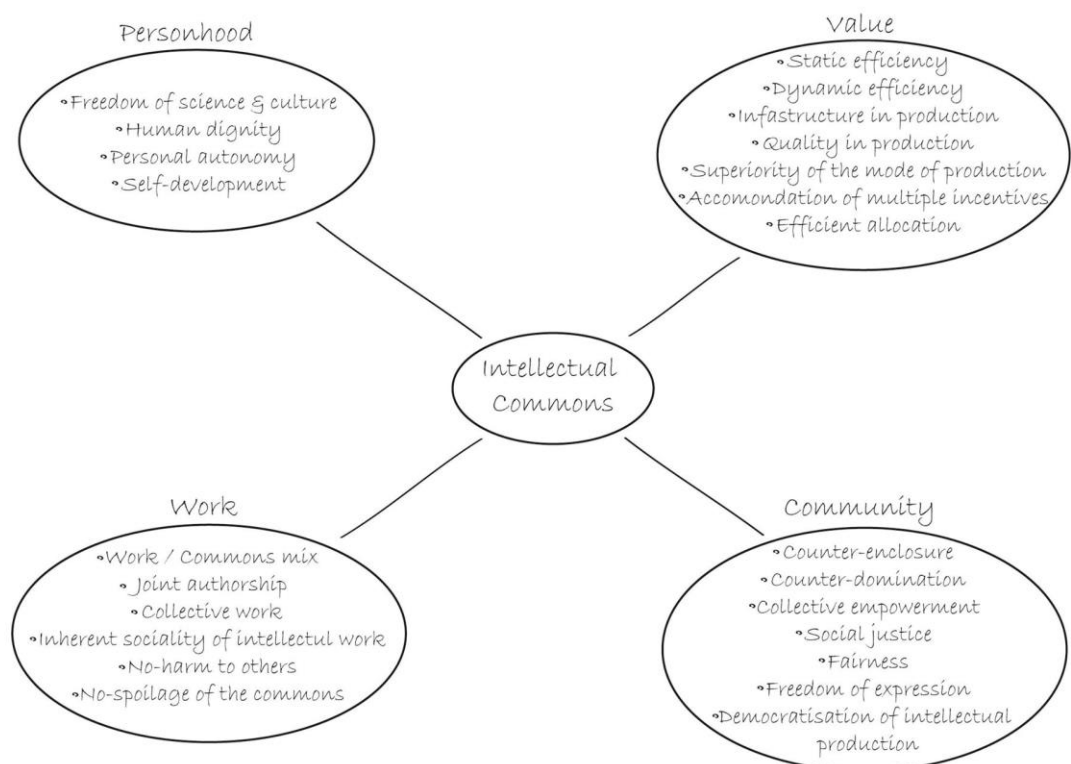 Personhood
•Freedom of science & culture
•Human dignity
•Personal autonomy
•Self-development
Value
•Static efficiency
•Dynamic efficiency
•Infastructure in production
•Quality in production
•Superiority of the mode of production
•Accomondation of multiple incentives
•Efficient allocation
Intellectual
Commons
Work
•Work / Commons mix
•Joint authorship
•Collective work
•Inherent sociality of intellectul work
•No-harm to others
•No-spoilage of the commons
Community
•Counter-enclosure
•Counter-domination
•Collective empowerment
•Social justice
•Fairness
•Freedom of expression
•Democratisation of intellectual
production